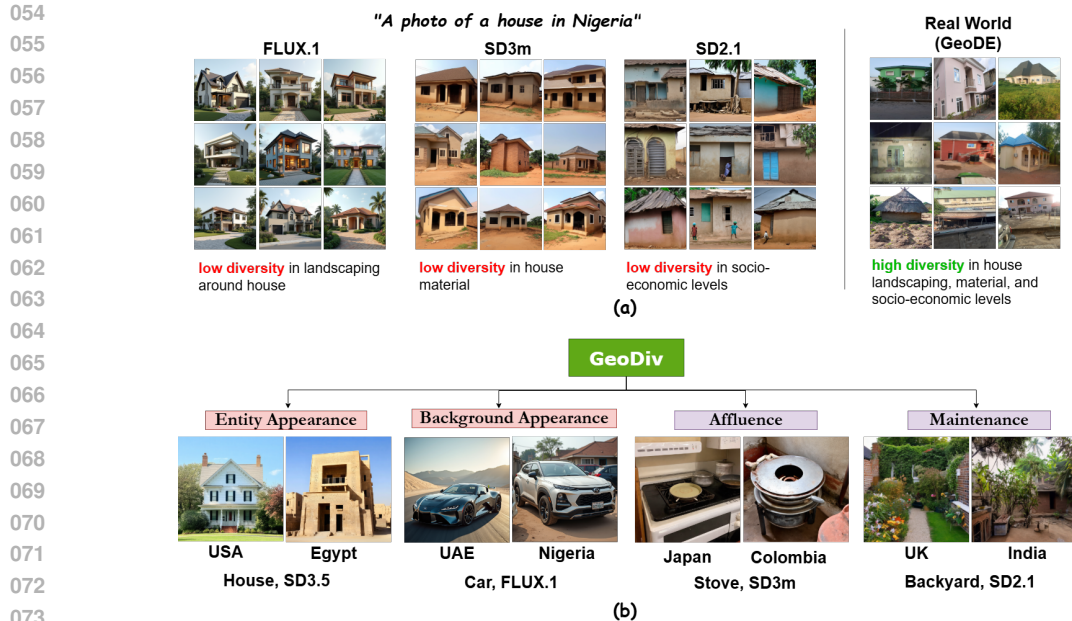 054
055
056
057
058
059
060
061
062
063
064
065
066
067
068
069
070
071
072
073
"A photo of a house in Nigeria"
FLUX.1
SD3m
SD2.1
Real World
(GeoDE)
low diversity in landscaping
around house
low diversity in house
material
low diversity in socio-
economic levels
high diversity in house
landscaping, material, and
socio-economic levels
(a)
GeoDiv
Entity Appearance
Background Appearance
Affluence
Maintenance
USA
Egypt
UAE
Nigeria
Japan
Colombia
UK
India
House, SD3.5
Car, FLUX.1
Stove, SD3m
Backyard, SD2.1
(b)